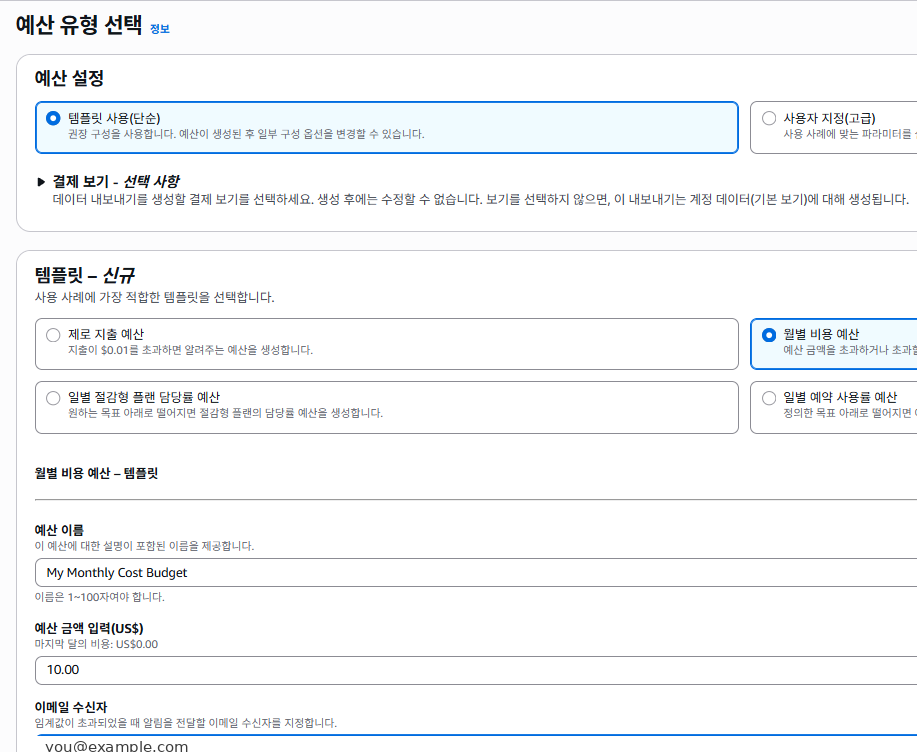 예산 유형 선택 정보
예산 설정
템플릿 사용(단순)
권장 구성을 사용합니다. 예산이 생성된 후 일부 구성 옵션을 변경할 수 있습니다.
사용자 지정(고급)
사용 사례에 맞는 파라미터를
▶ 결제 보기 - 선택 사항
데이터 내보내기를 생성할 결제 보기를 선택하세요. 생성 후에는 수정할 수 없습니다. 보기를 선택하지 않으면, 이 내보내기는 계정 데이터(기본 보기)에 대해 생성됩니다.
템플릿 – 신규
사용 사례에 가장 적합한 템플릿을 선택합니다.
제로 지출 예산
지출이 $0.01를 초과하면 알려주는 예산을 생성합니다.
월별 비용 예산
예산 금액을 초과하거나 초과할
일별 절감형 플랜 담당률 예산
원하는 목표 아래로 떨어지면 절감형 플랜의 담당률 예산을 생성합니다.
일별 예약 사용률 예산
정의한 목표 아래로 떨어지면
월별 비용 예산 – 템플릿
예산 이름
이 예산에 대한 설명이 포함된 이름을 제공합니다.
My Monthly Cost Budget
이름은 1~100자여야 합니다.
예산 금액 입력(US$)
마지막 달의 비용: US$0.00
10.00
이메일 수신자
임계값이 초과되었을 때 알림을 전달할 이메일 수신자를 지정합니다.
you@example.com